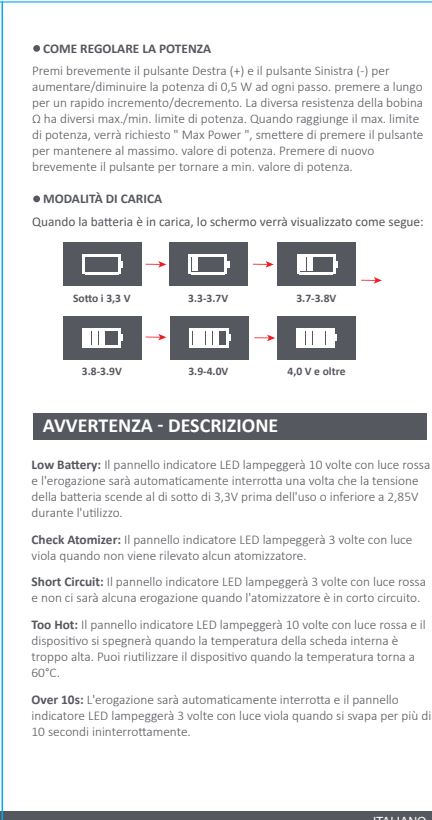 ● COME REGOLARE LA POTENZA
Premi brevemente il pulsante Destra (+) e il pulsante Sinistra (-) per
aumentare/diminuire la potenza di 0,5 W ad ogni passo. premere a lungo
per un rapido incremento/decremento. La diversa resistenza della bobina
Ω ha diversi max./min. limite di potenza. Quando raggiunge il max. limite
di potenza, verrà richiesto " Max Power ", smettere di premere il pulsante
per mantenere al massimo. valore di potenza. Premere di nuovo
brevemente il pulsante per tornare a min. valore di potenza.
● MODALITÀ DI CARICA
Quando la batteria è in carica, lo schermo verrà visualizzato come segue:
Sotto i 3,3 V 3.3-3.7V 3.7-3.8V
3.8-3.9V 3.9-4.0V 4,0 V e oltre
AVVERTENZA - DESCRIZIONE
Low Battery: Il pannello indicatore LED lampeggerà 10 volte con luce rossa
e l'erogazione sarà automaticamente interrotta una volta che la tensione
della batteria scende al di sotto di 3,3V prima dell'uso o inferiore a 2,85V
durante l'utilizzo.
Check Atomizer: Il pannello indicatore LED lampeggerà 3 volte con luce
viola quando non viene rilevato alcun atomizzatore.
Short Circuit: Il pannello indicatore LED lampeggerà 3 volte con luce rossa
e non ci sarà alcuna erogazione quando l'atomizzatore è in corto circuito.
Too Hot: Il pannello indicatore LED lampeggerà 10 volte con luce rossa e il
dispositivo si spegnerà quando la temperatura della scheda interna è
troppo alta. Puoi riutilizzare il dispositivo quando la temperatura torna a
60°C.
Over 10s: L'erogazione sarà automaticamente interrotta e il pannello
indicatore LED lampeggerà 3 volte con luce viola quando si svapa per più di
10 secondi ininterrottamente.
ITALIANO